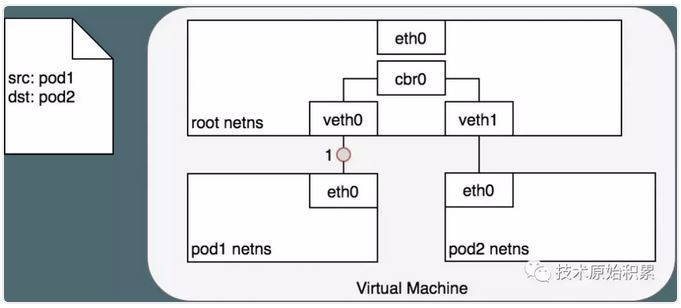 src: pod1
dst: pod2
eth0
cbr0
root netns
veth0
veth1
1
eth0
eth0
pod1 netns
pod2 netns
技术原始积累
Virtual Machine